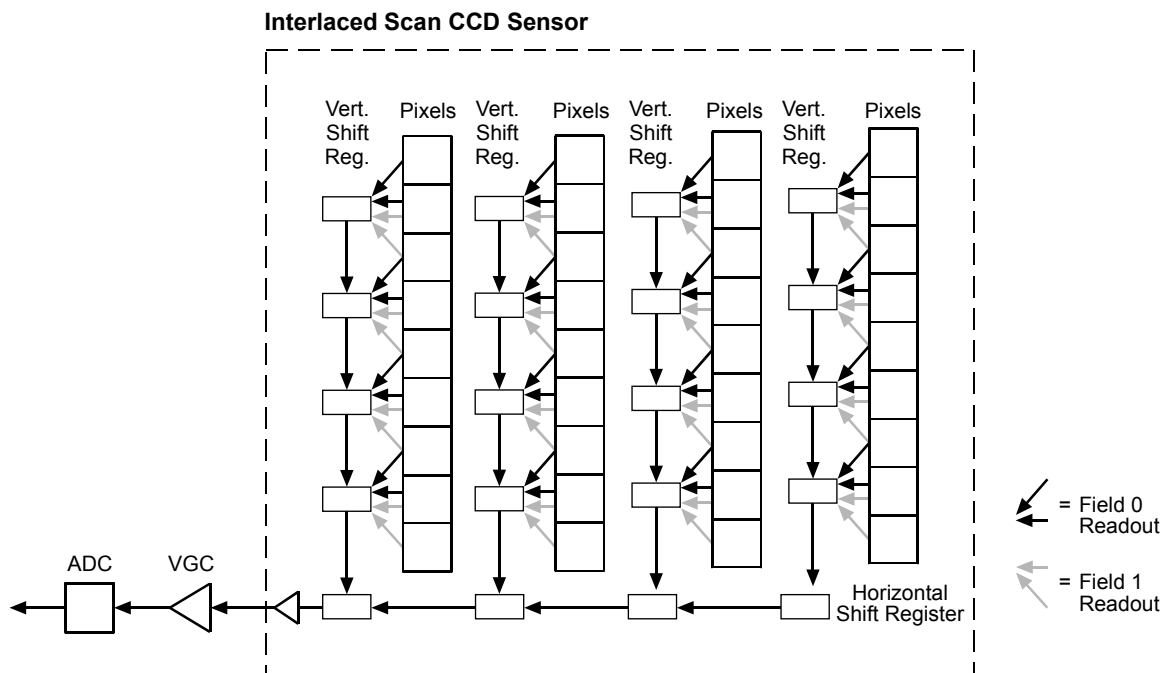 Interlaced Scan CCD Sensor
Vert.
Shift
Reg.
Pixels
Vert.
Shift
Reg.
Pixels
Vert.
Shift
Reg.
Pixels
Vert.
Shift
Reg.
Pixels
= Field 0
Readout
= Field 1
Readout
ADC
VGC
Horizontal
Shift Register